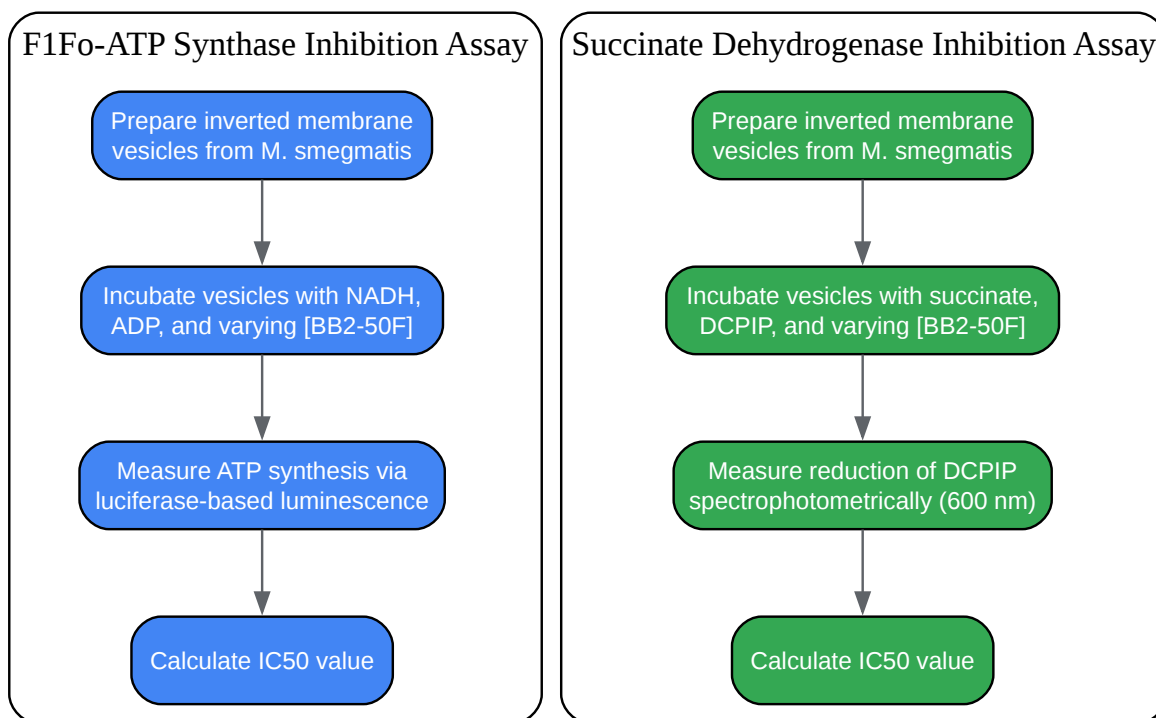 F1Fo-ATP Synthase Inhibition Assay
Prepare inverted membrane
vesicles from M. smegmatis
Incubate vesicles with NADH,
ADP, and varying [BB2-50F]
Measure ATP synthesis via
luciferase-based luminescence
Calculate IC50 value
Succinate Dehydrogenase Inhibition Assay
Prepare inverted membrane
vesicles from M. smegmatis
Incubate vesicles with succinate,
DCPIP, and varying [BB2-50F]
Measure reduction of DCPIP
spectrophotometrically (600 nm)
Calculate IC50 value